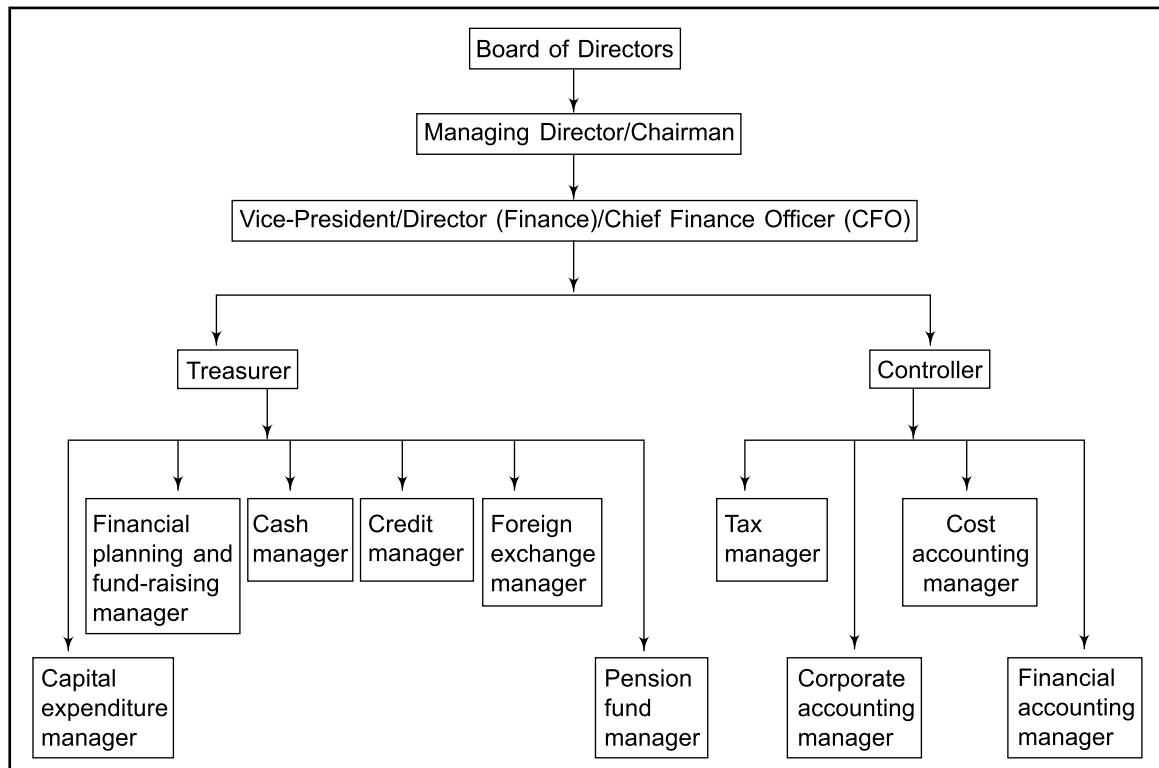 Board of Directors
Managing Director/Chairman
Vice-President/Director (Finance)/Chief Finance Officer (CFO)
Treasurer
Controller
Financial
planning and
fund-raising
manager
Cash
manager
Credit
manager
Foreign
exchange
manager
Tax
manager
Cost
accounting
manager
Capital
expenditure
manager
Pension
fund
manager
Corporate
accounting
manager
Financial
accounting
manager